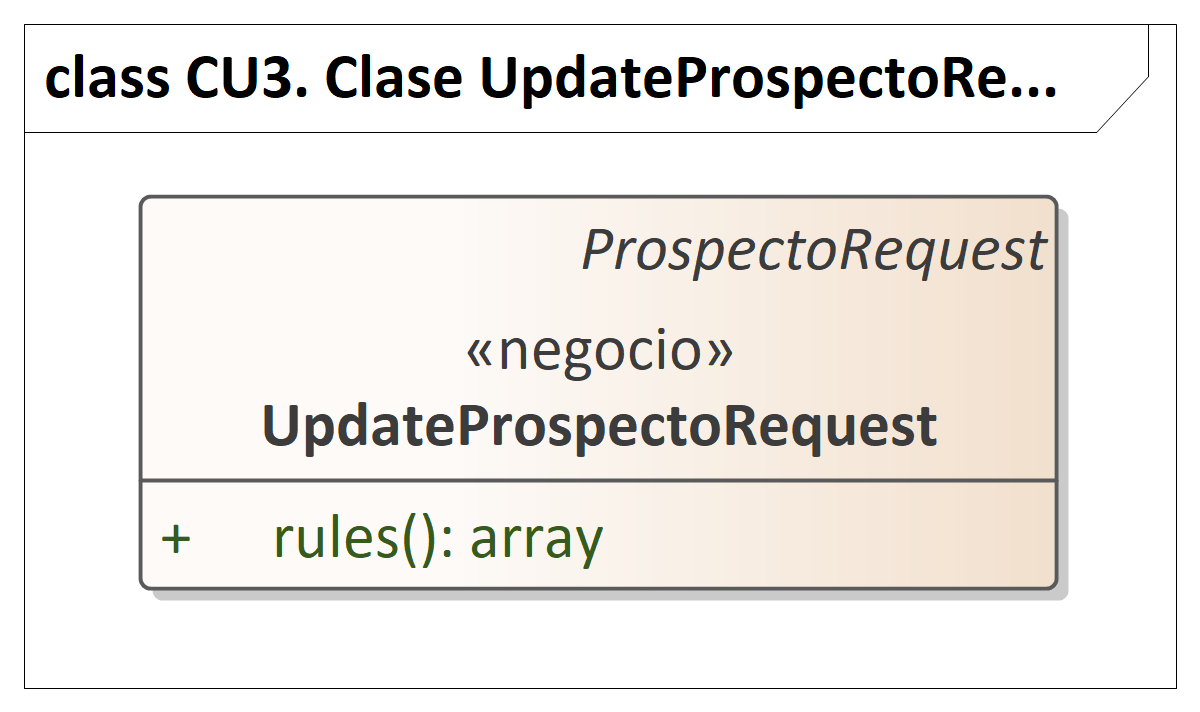 class CU3. Clase UpdateProspectoRe...
ProspectoRequest
«negocio»
UpdateProspectoRequest
+ rules(): array